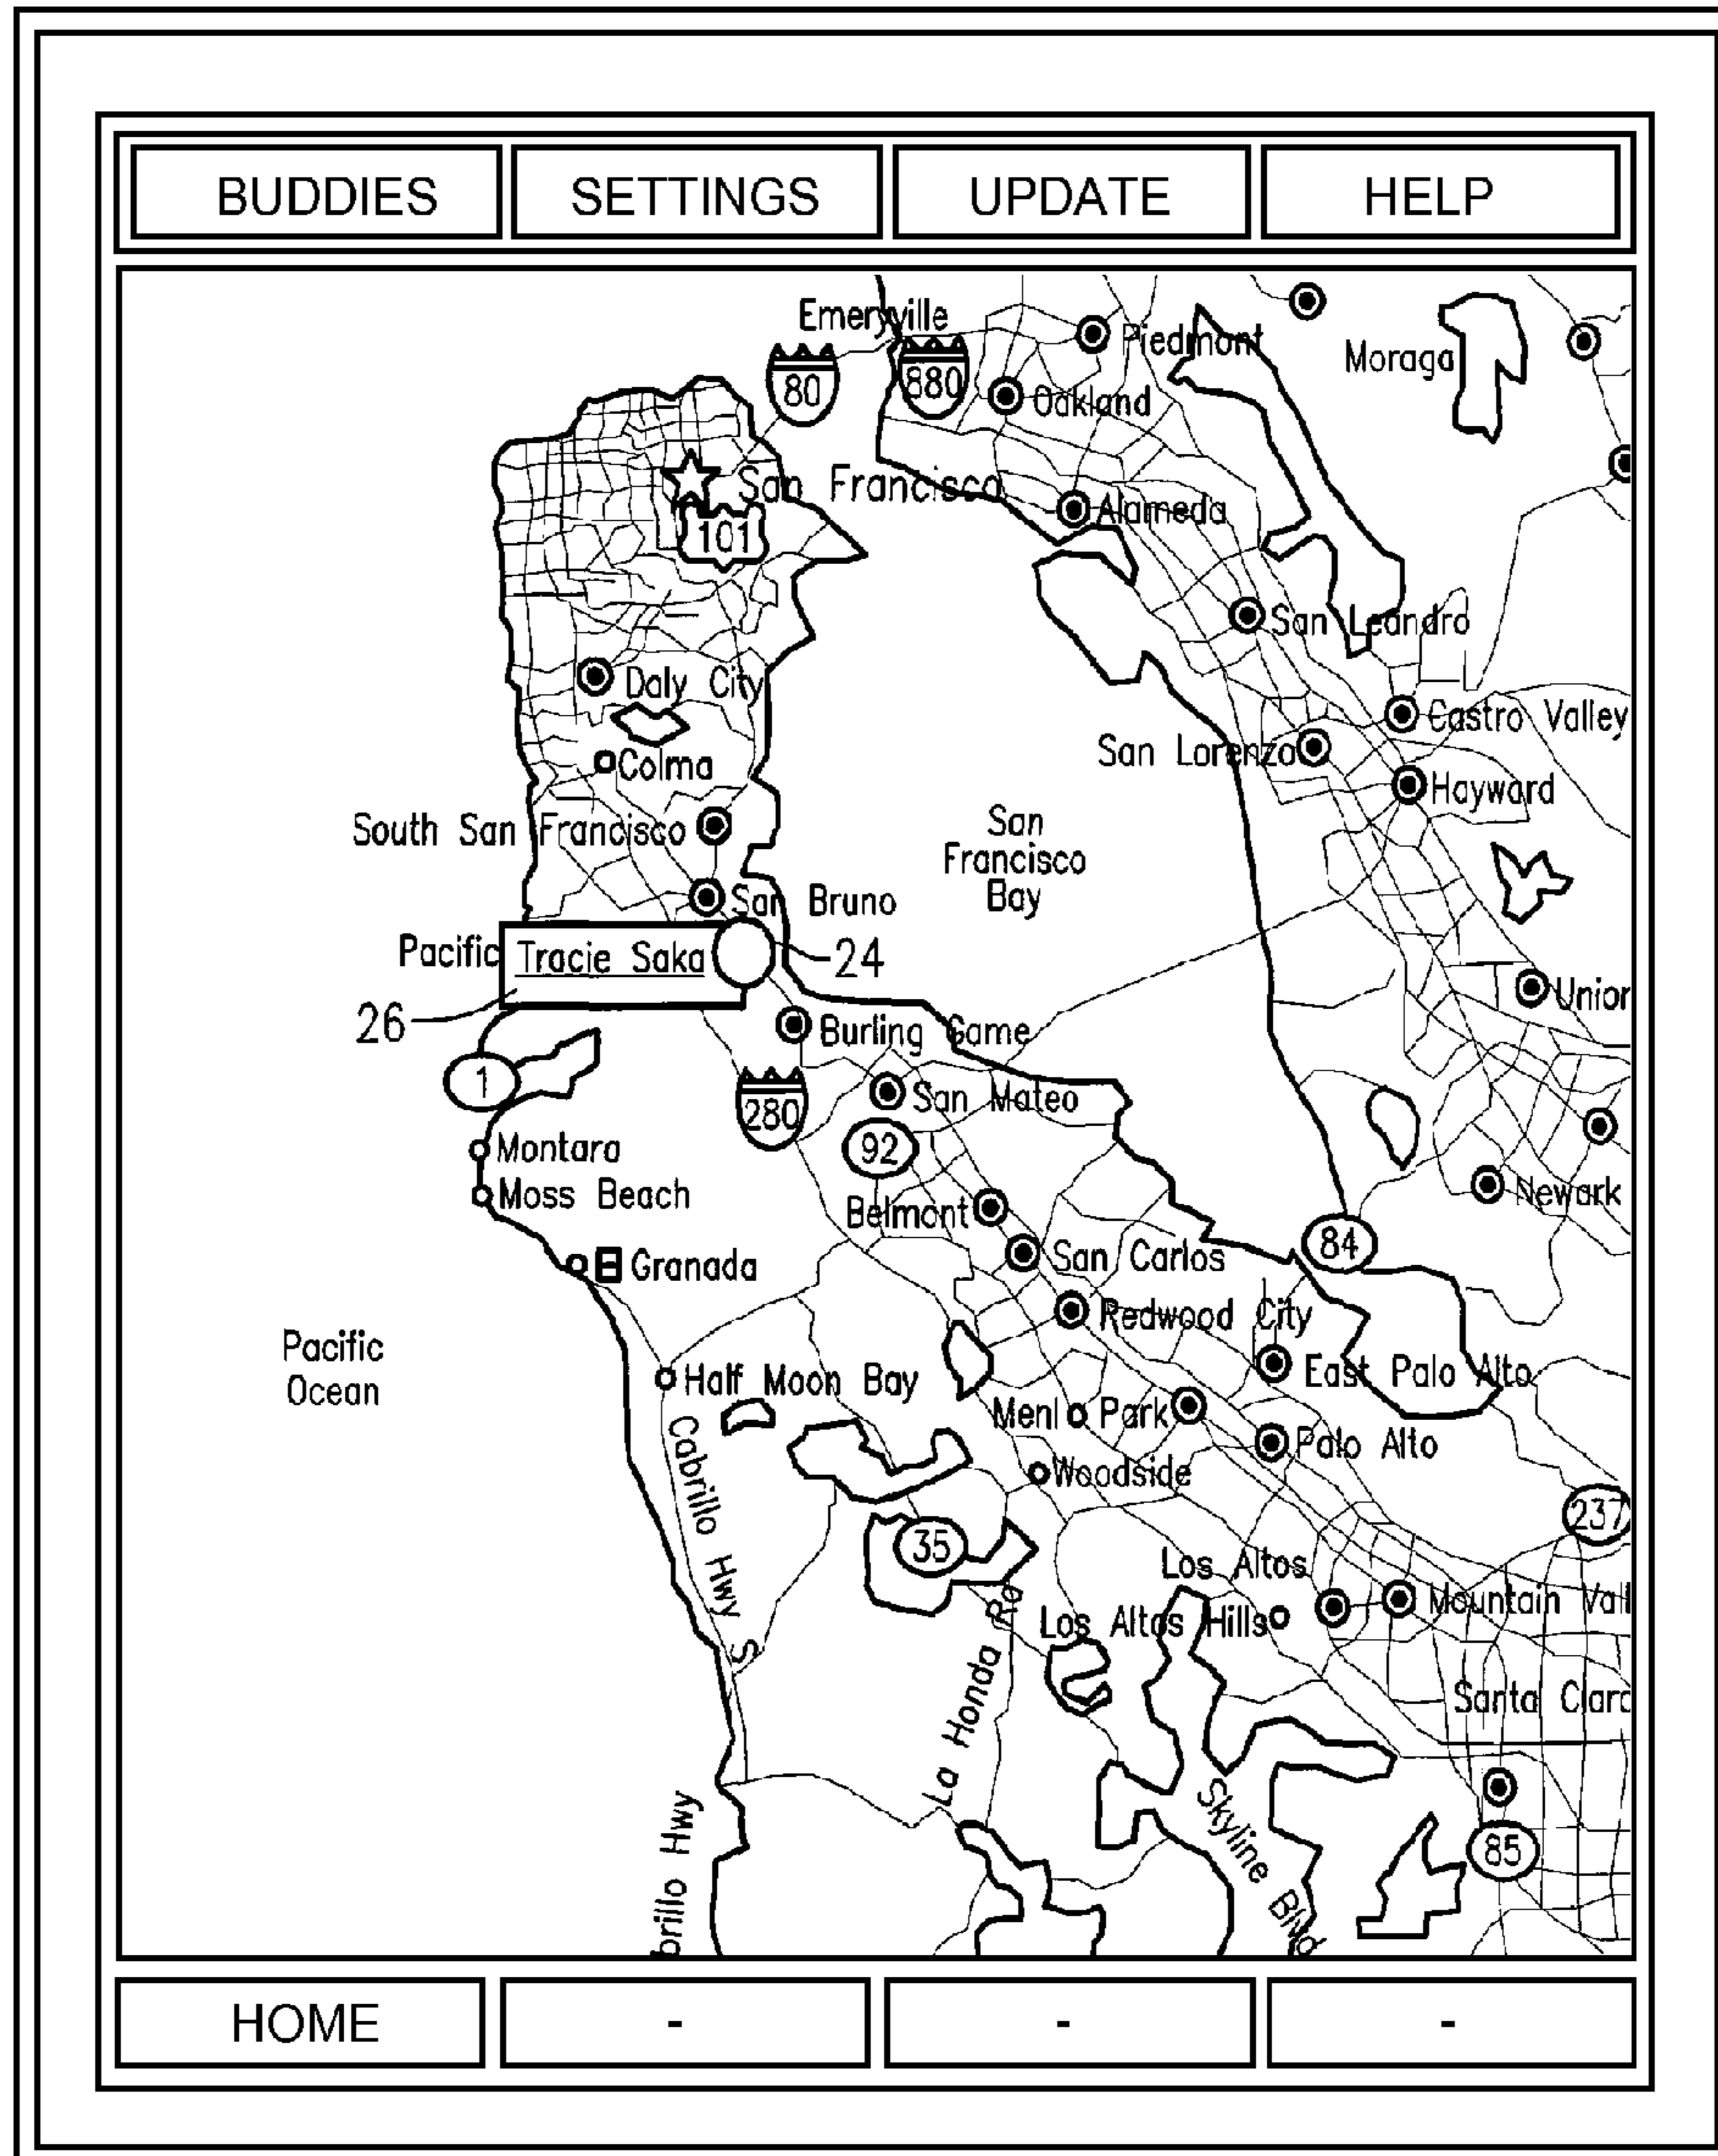 BUDDIES SETTINGS UPDATE HELP
Emeryville
Piedmont
Moraga
80
880
Oakland
San Francisco
101
Alameda
San Leandro
Daly City
Castro Valley
San Lorenzo
Colma
Hayward
South San Francisco
San
Francisco
Bay
San Bruno
Pacific
Tracie Saka
24
26
Union
Burling Game
1
280
San Mateo
92
Montara
Moss Beach
Newark
Belmont
84
San Carlos
Granada
Redwood City
Pacific
Ocean
East Palo Alto
Half Moon Bay
Menl Park
Palo Alto
Woodside
237
Cabrillo Hwy S
35
Los Altos
Mountain Vall
Los Altos Hills
La Honda Rd
Santa Clara
Skyline Blvd
85
brillo Hwy
HOME - - -